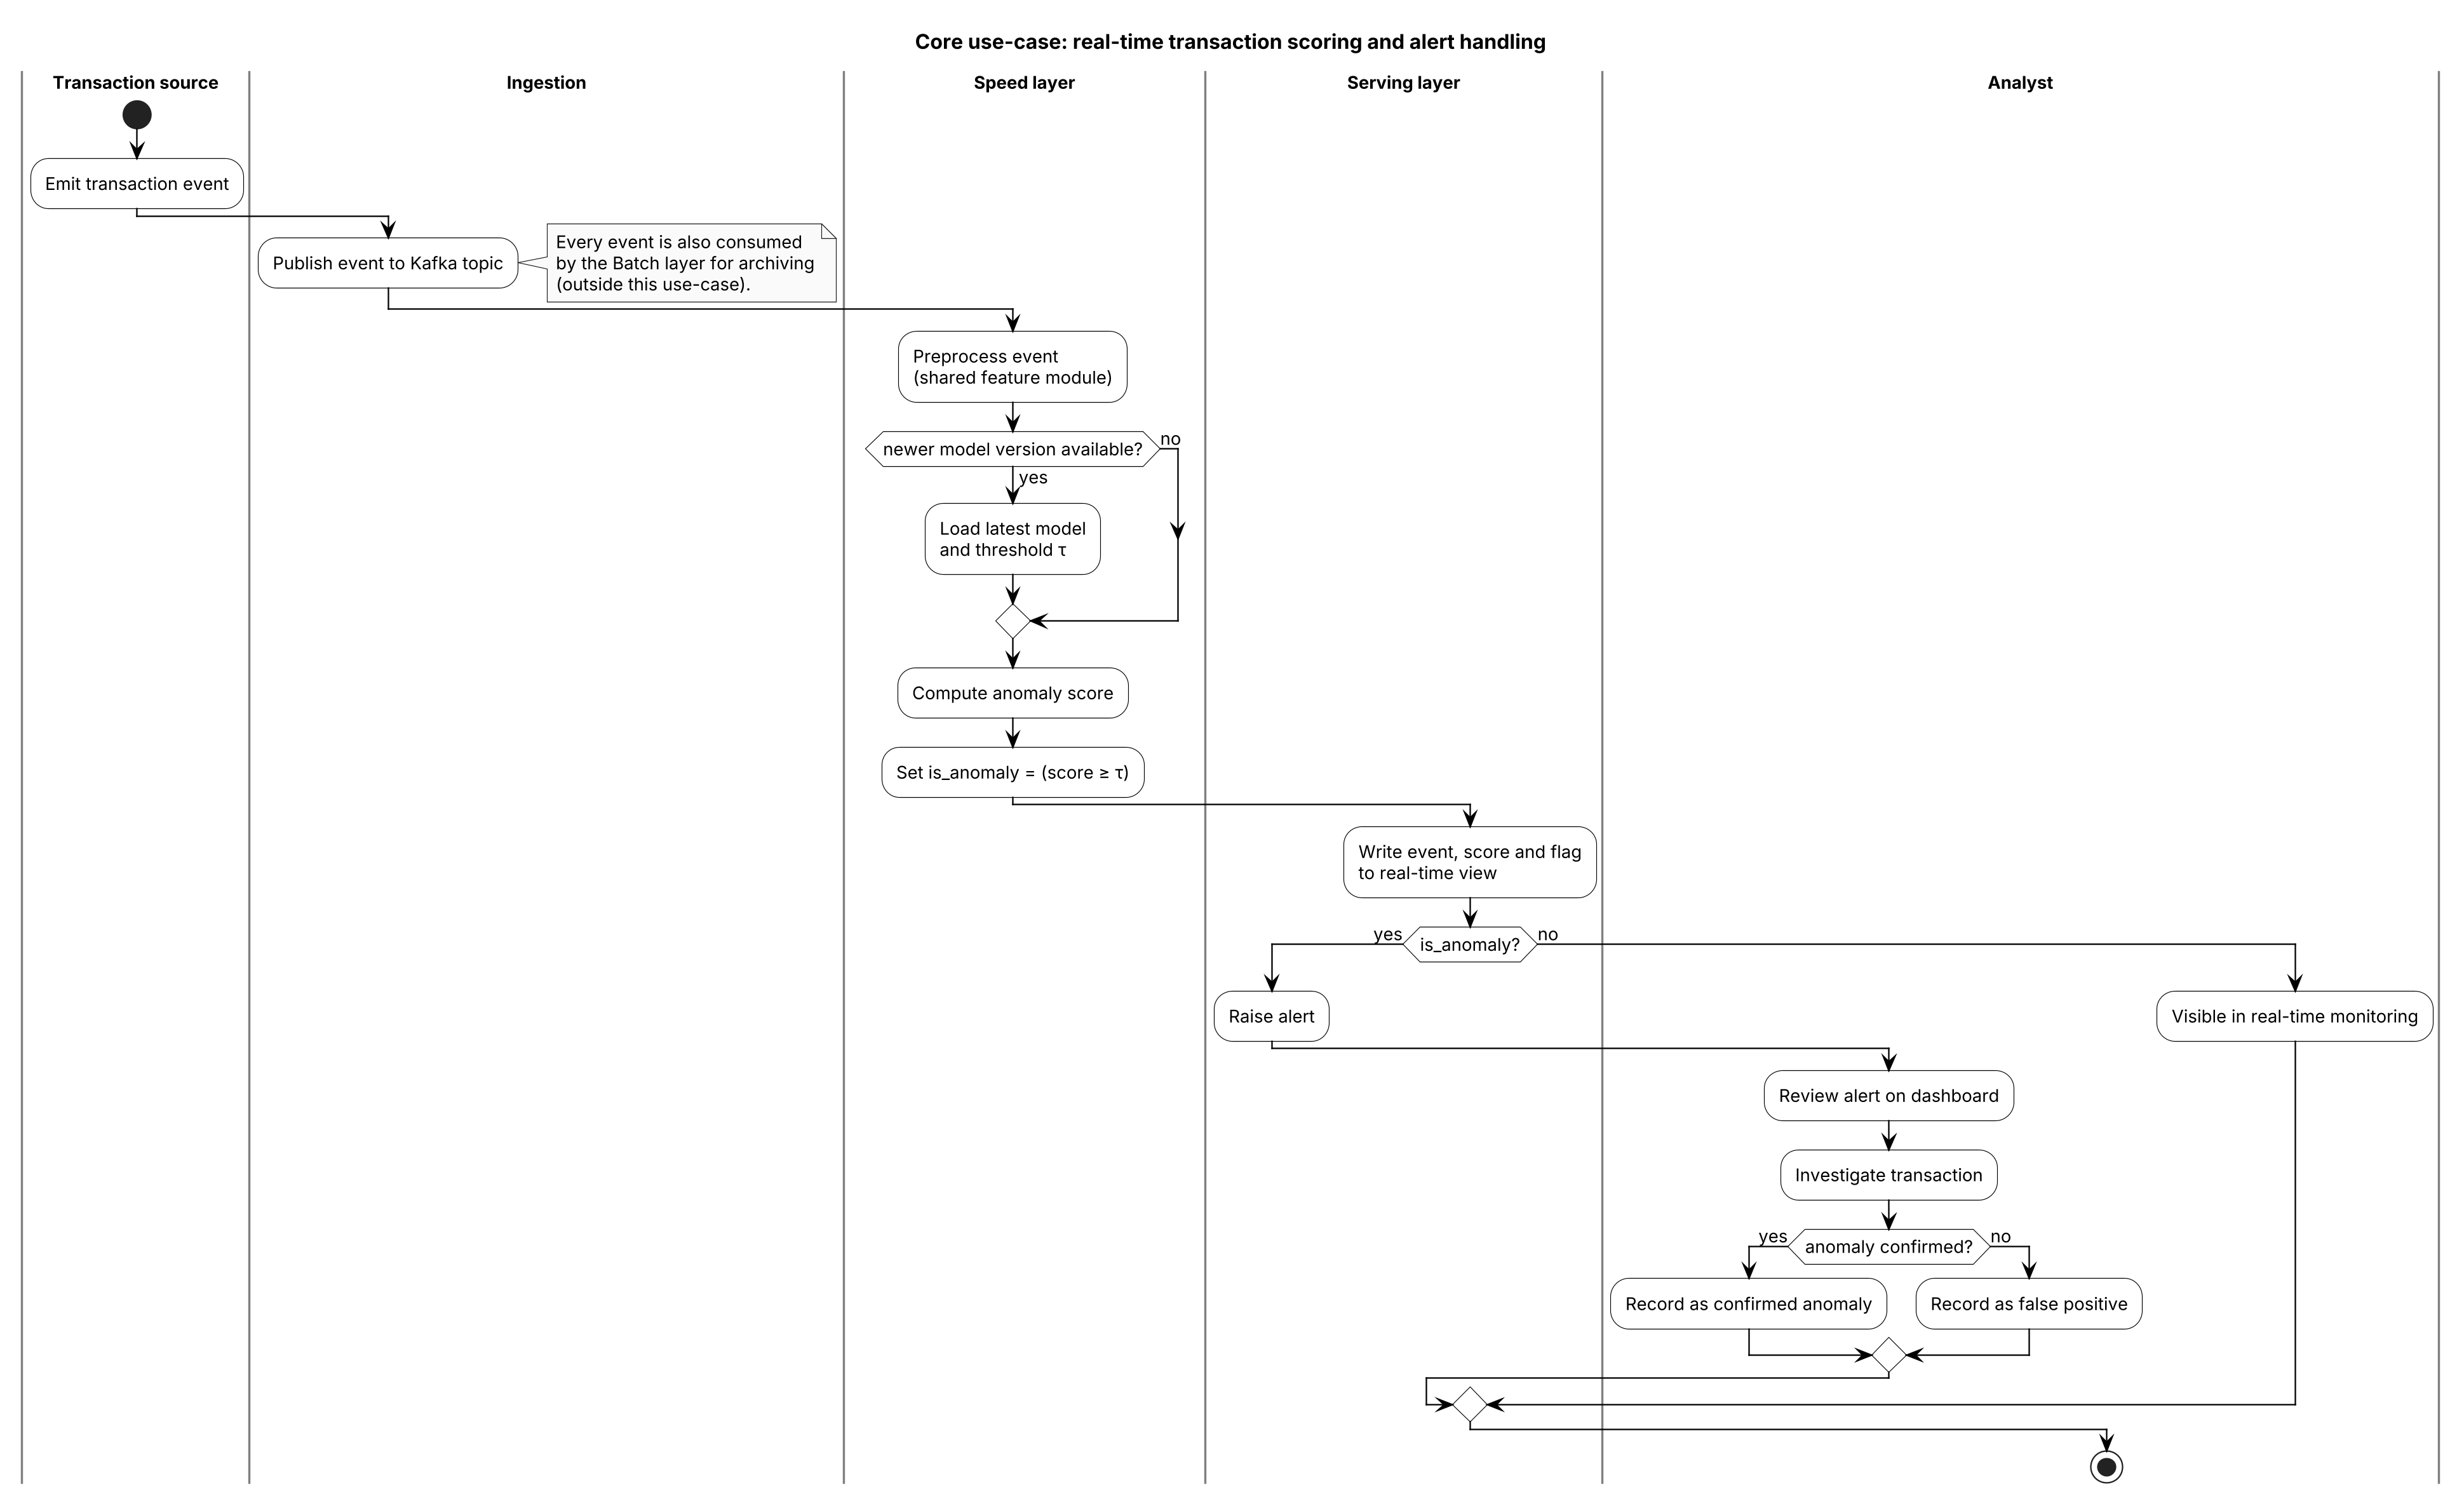 Core use-case: real-time transaction scoring and alert handling
Transaction source
Ingestion
Speed layer
Serving layer
Analyst
Emit transaction event
Publish event to Kafka topic
Every event is also consumed
by the Batch layer for archiving
(outside this use-case).
Preprocess event
(shared feature module)
newer model version available?
no
yes
Load latest model
and threshold τ
Compute anomaly score
Set is_anomaly = (score ≥ τ)
Write event, score and flag
to real-time view
yes
is_anomaly?
no
Raise alert
Visible in real-time monitoring
Review alert on dashboard
Investigate transaction
yes
anomaly confirmed?
no
Record as confirmed anomaly
Record as false positive